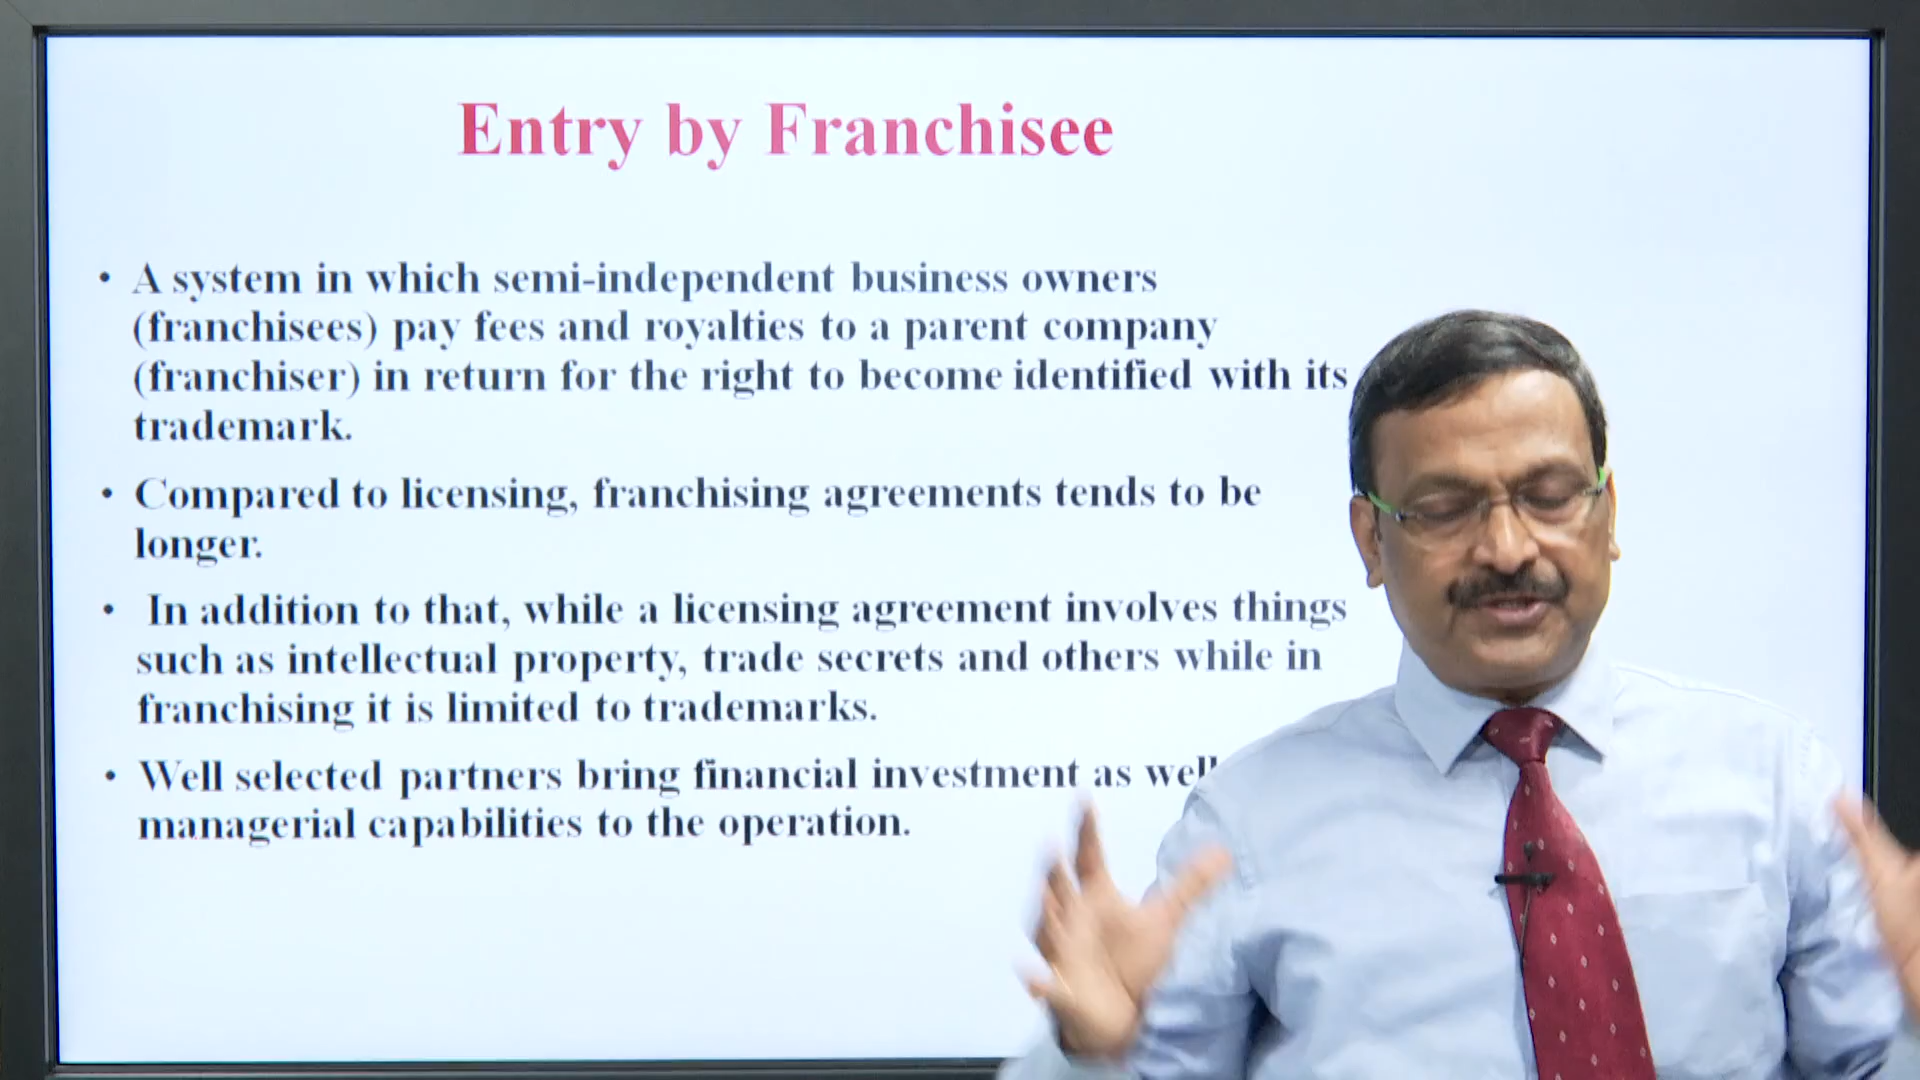 Entry by Franchisee
• A system in which semi-independent business owners
(franchisees) pay fees and royalties to a parent company
(franchiser) in return for the right to become identified with its
trademark.
• Compared to licensing, franchising agreements tends to be
longer.
• In addition to that, while a licensing agreement involves things
such as intellectual property, trade secrets and others while in
franchising it is limited to trademarks.
• Well selected partners bring financial investment as well
managerial capabilities to the operation.